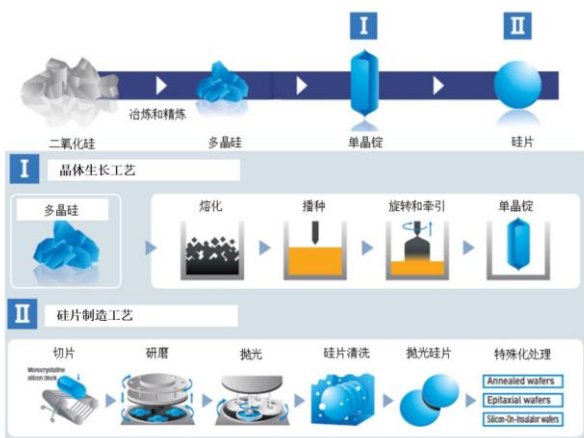 I
II
冶炼和精炼
二氧化硅
多晶硅
单晶锭
硅片
I
晶体生长工艺
多晶硅
熔化
播种
旋转和牵引
单晶锭
II
硅片制造工艺
切片
研磨
抛光
硅片清洗
抛光硅片
特殊化处理
Monocrystalline
silicon block
Annealed wafers
Epitaxial wafers
Silicon-On-Insulator wafers